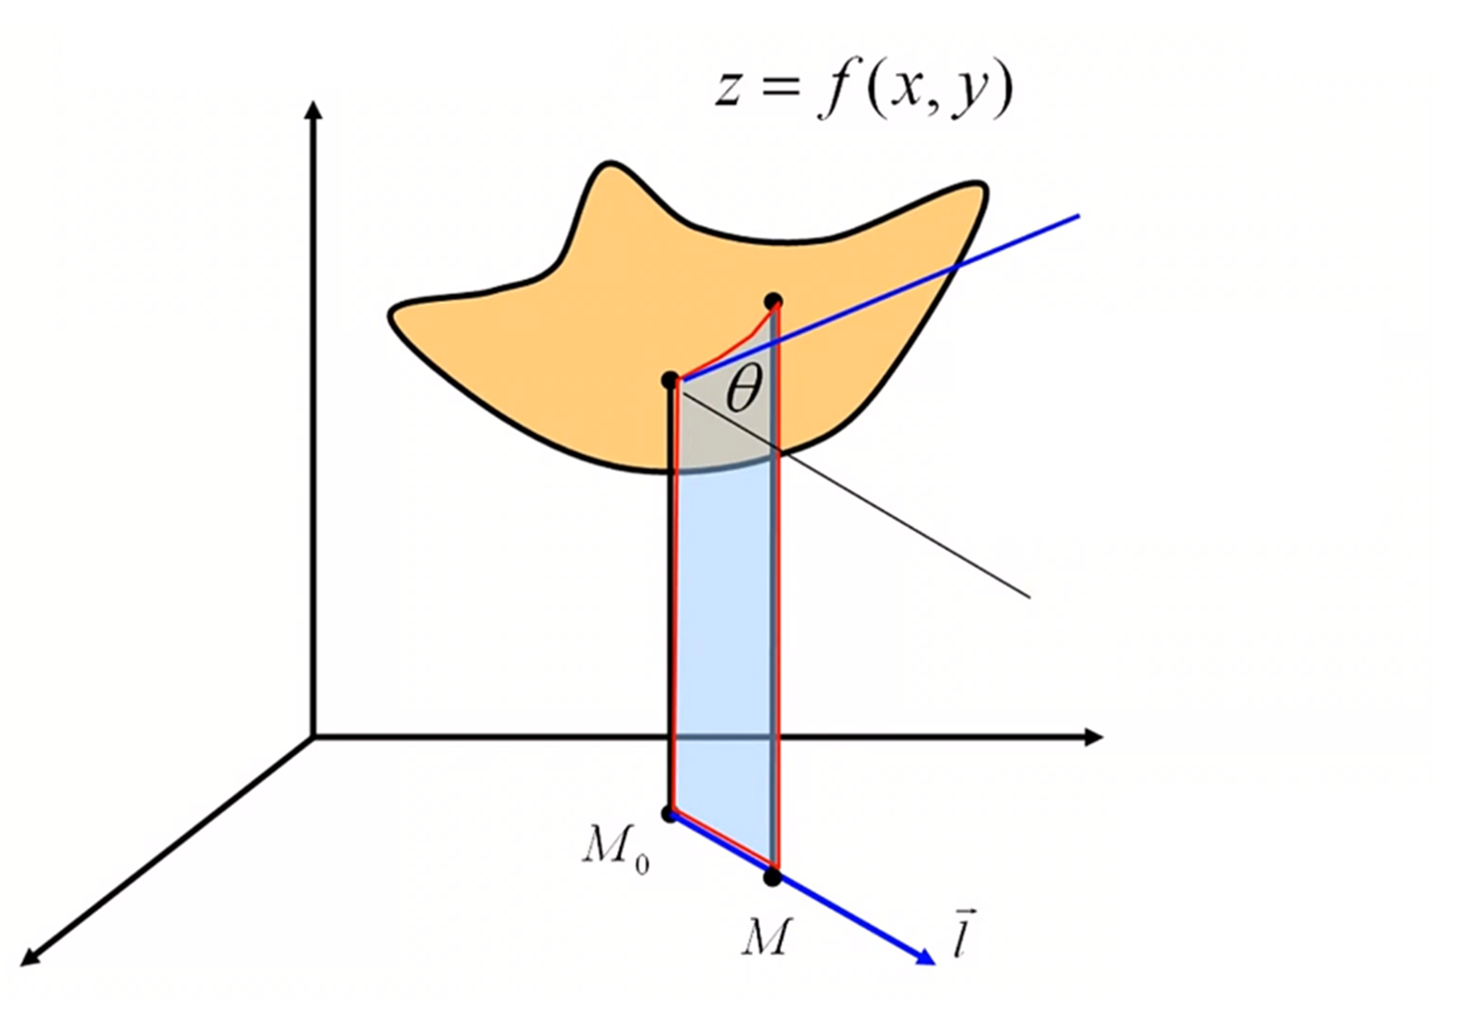 z = f(x, y)
θ
M₀
M
l⃗